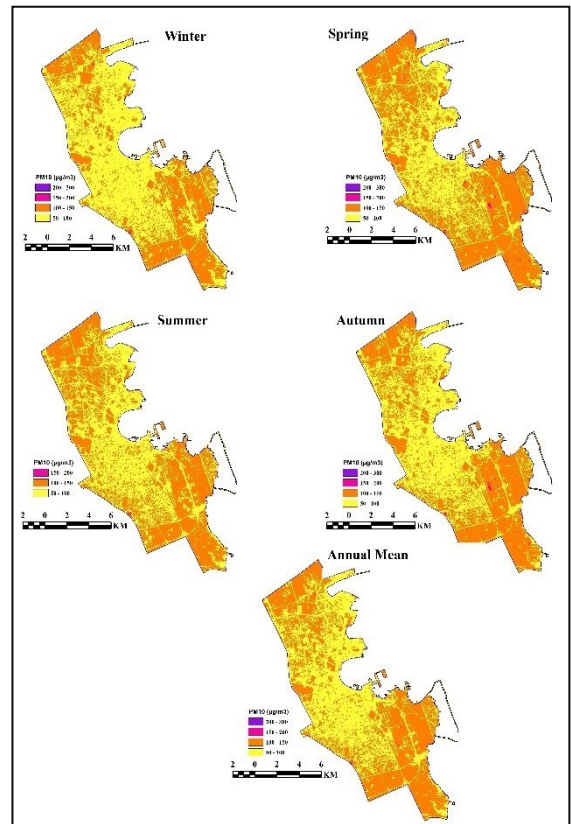 Winter
PM10 (µg/m3)
200 - 300
150 - 200
100 - 150
50 - 100
2 0 2 4 6
KM
Spring
PM10 (µg/m3)
200 - 300
150 - 200
100 - 150
50 - 100
2 0 2 4 6
KM
Summer
PM10 (µg/m3)
150 - 200
100 - 150
50 - 100
2 0 2 4 6
KM
Autumn
PM10 (µg/m3)
200 - 300
150 - 200
100 - 150
50 - 100
2 0 2 4 6
KM
Annual Mean
PM10 (µg/m3)
200 - 300
150 - 200
100 - 150
50 - 100
2 0 2 4 6
KM